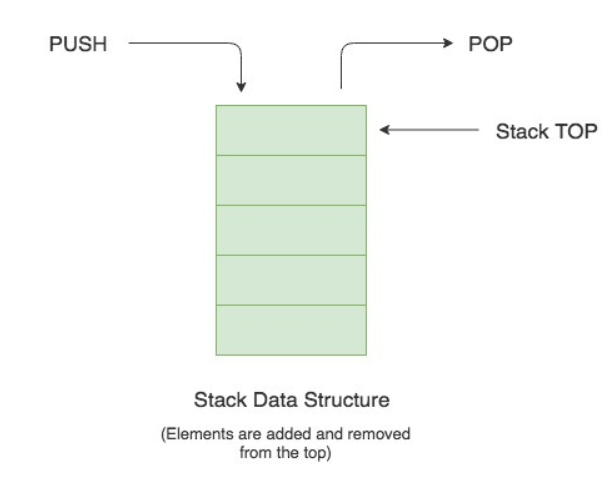 PUSH
POP
Stack TOP
Stack Data Structure
(Elements are added and removed
from the top)